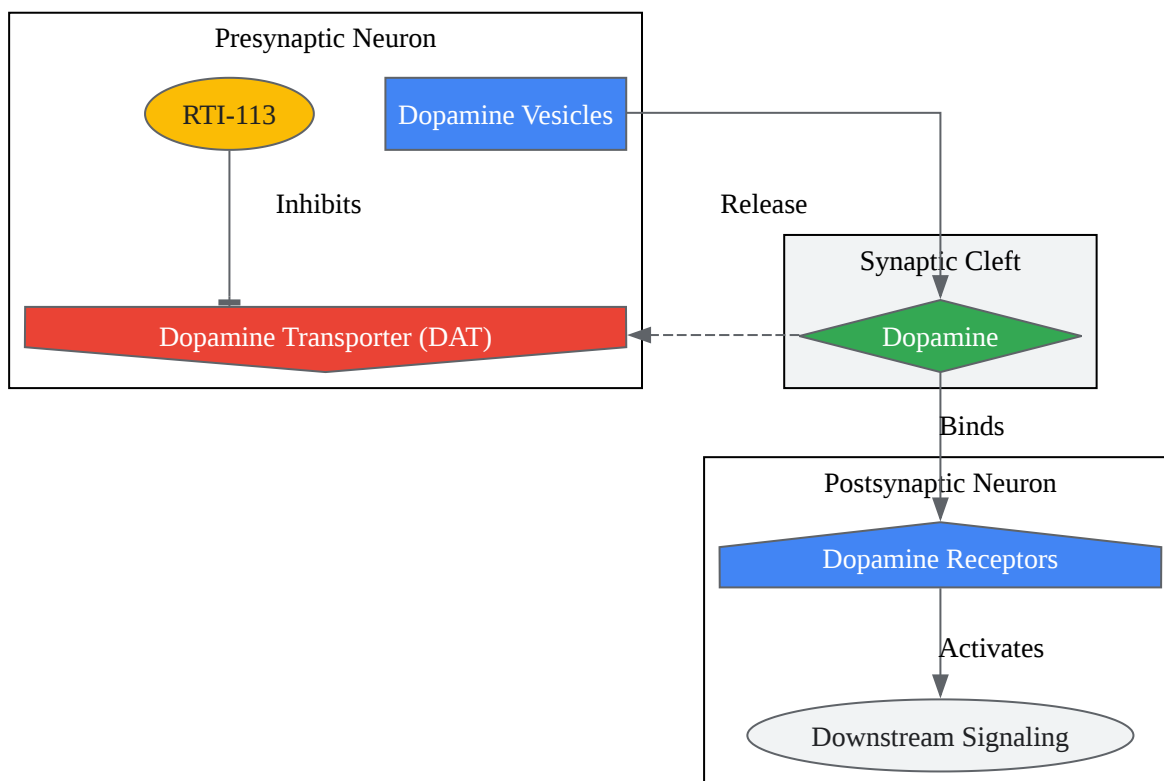 Presynaptic Neuron
RTI-113
Dopamine Vesicles
Inhibits
Release
Synaptic Cleft
Dopamine Transporter (DAT)
Dopamine
Binds
Postsynaptic Neuron
Dopamine Receptors
Activates
Downstream Signaling